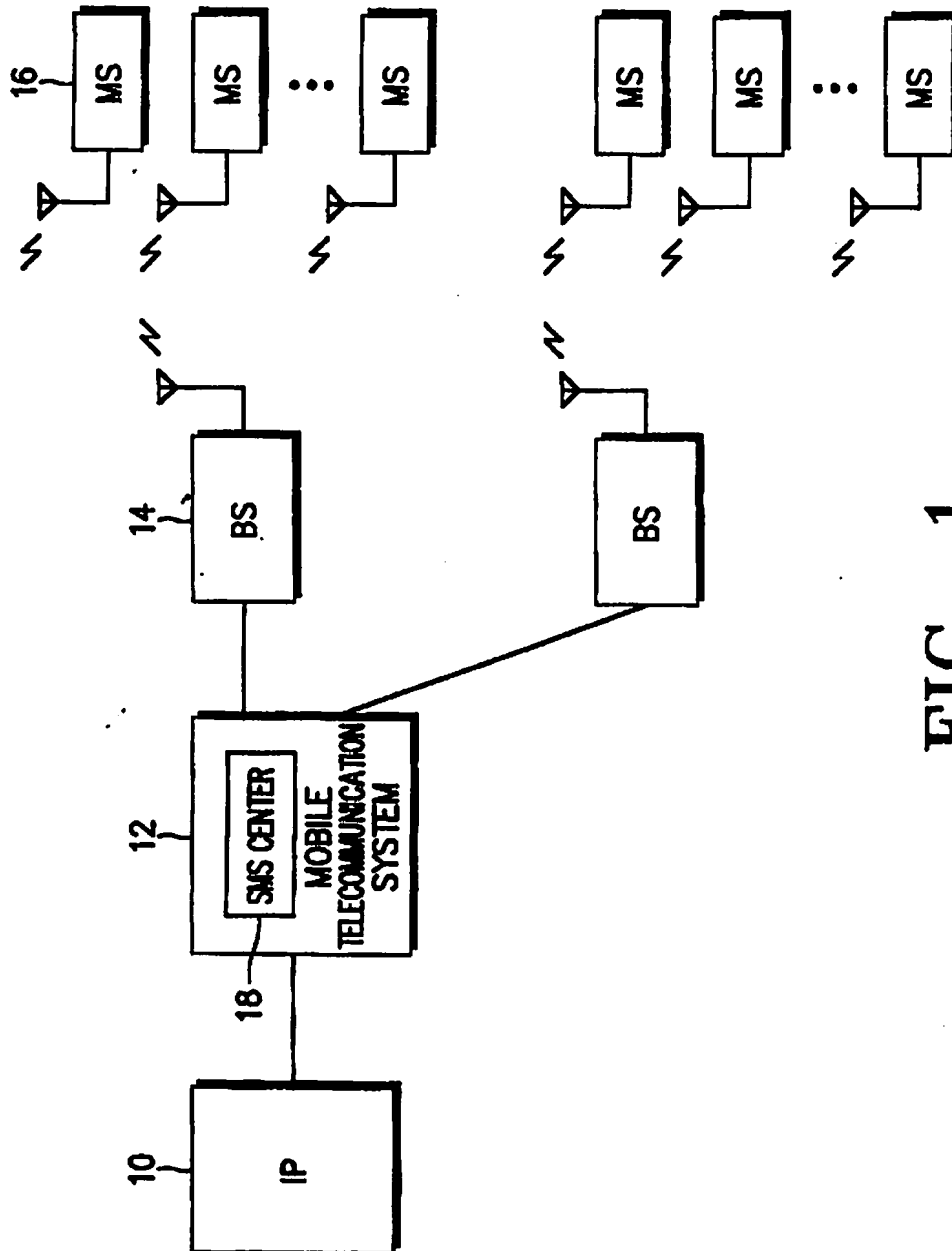 10
IP
12
18
SMS CENTER
MOBILE
TELECOMMUNICATION
SYSTEM
14
BS
BS
16
MS
MS
MS
MS
MS
MS
FIG. 1